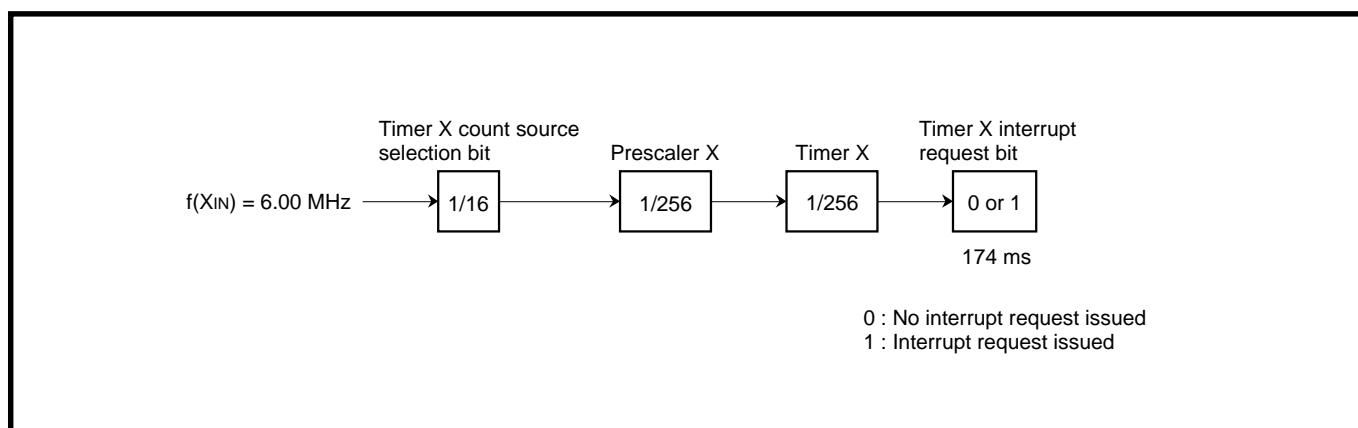 Timer X count source
selection bit
Prescaler X
Timer X
Timer X interrupt
request bit
f(XIN) = 6.00 MHz
1/16
1/256
1/256
0 or 1
174 ms
0 : No interrupt request issued
1 : Interrupt request issued